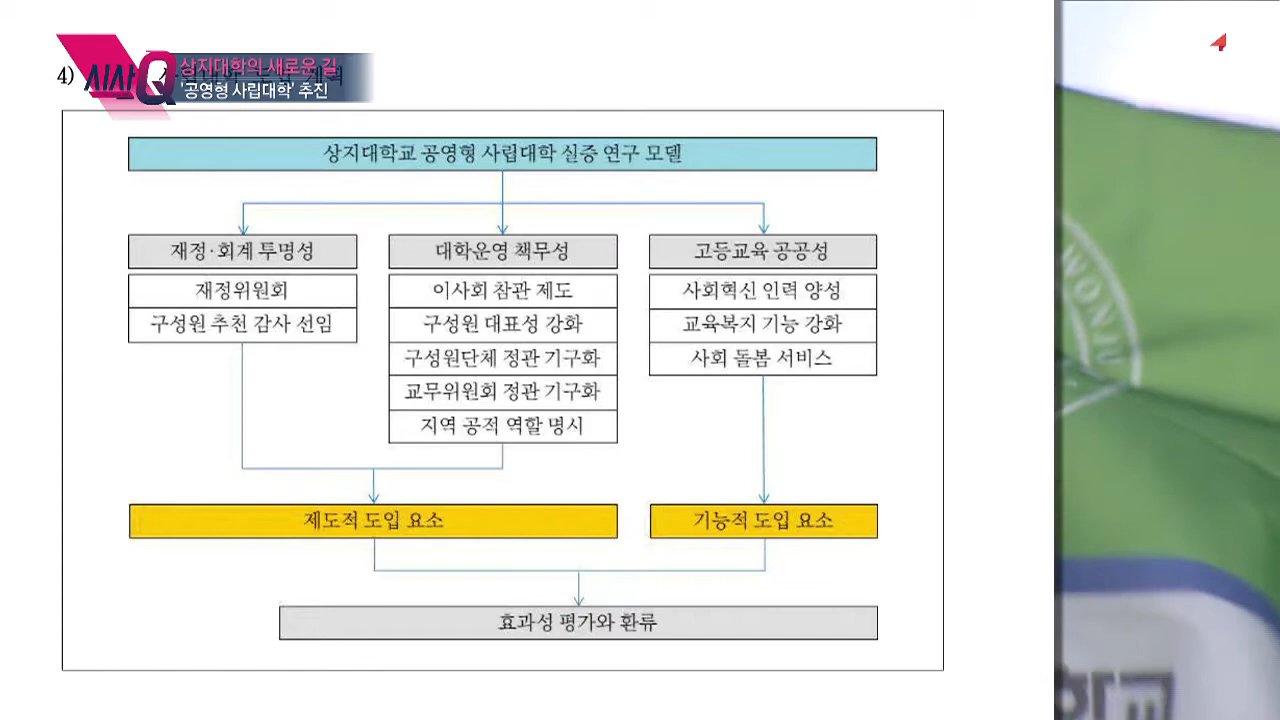 4)
시사Q
상지대학의 새로운 길
'공영형 사립대학' 추진
상지대학교 공영형 사립대학 실증 연구 모델
재정·회계 투명성
재정위원회
구성원 추천 감사 선임
대학운영 책무성
이사회 참관 제도
구성원 대표성 강화
구성원단체 정관 기구화
교무위원회 정관 기구화
지역 공적 역할 명시
고등교육 공공성
사회혁신 인력 양성
교육복지 기능 강화
사회 돌봄 서비스
제도적 도입 요소
기능적 도입 요소
효과성 평가와 환류
WONJU